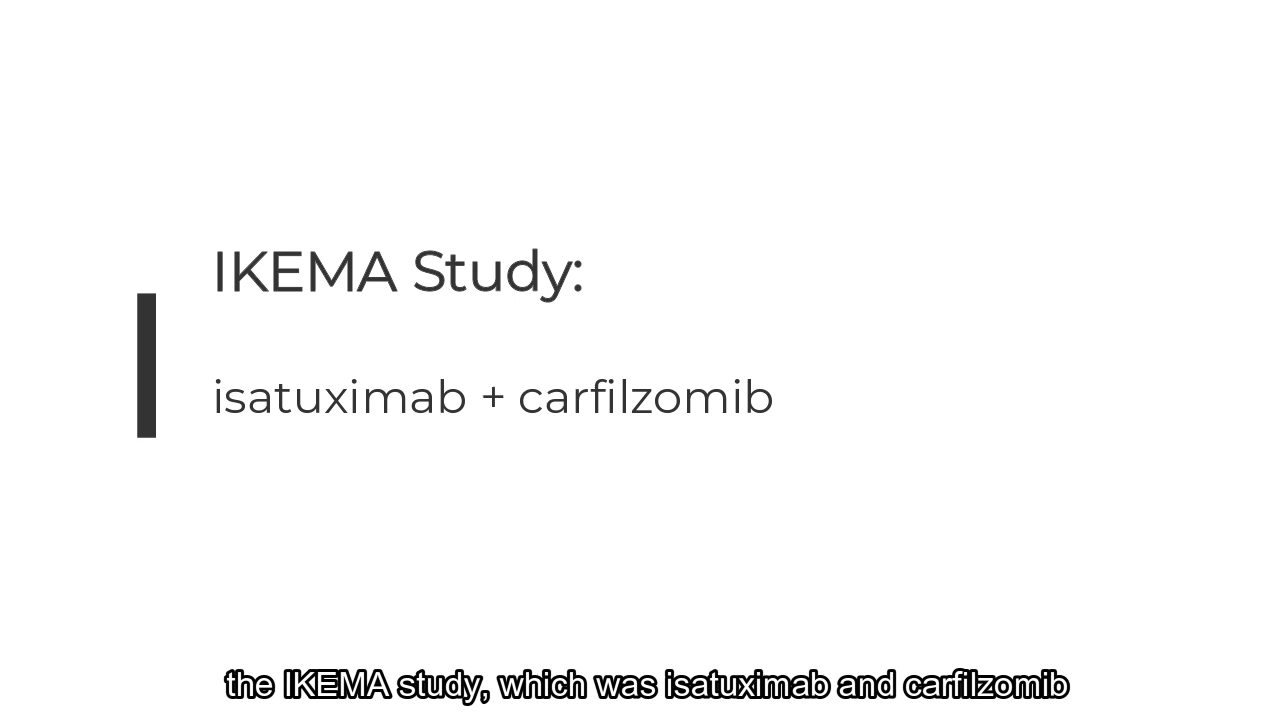 IKEMA Study:
isatuximab + carfilzomib
the IKEMA study, which was isatuximab and carfilzomib